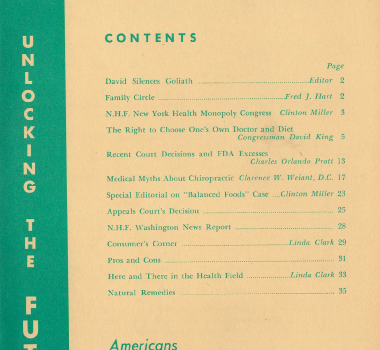 UNLOCKING THE FUT
CONTENTS
Page
David Silences Goliath ........ Editor 2
Family Circle ........ Fred J. Hart 2
N.H.F. New York Health Monopoly Congress Clinton Miller 3
The Right to Choose One's Own Doctor and Diet
Congressman David King 5
Recent Court Decisions and FDA Excesses
Charles Orlando Pratt 13
Medical Myths About Chiropractic Clarence W. Weiant, D.C. 17
Special Editorial on "Balanced Foods" Case .... Clinton Miller 23
Appeals Court's Decision ........ 25
N.H.F. Washington News Report ........ 28
Consumer's Corner ........ Linda Clark 29
Pros and Cons ........ 31
Here and There in the Health Field ........ Linda Clark 33
Natural Remedies ........ 35
Americans